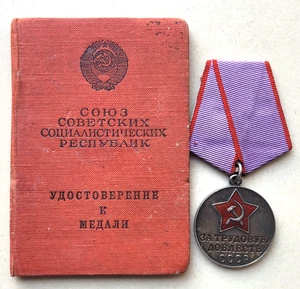 СОЮЗ
СОВЕТСКИХ
СОЦИАЛИСТИЧЕСКИХ
РЕСПУБЛИК
УДОСТОВЕРЕНИЕ
К
МЕДАЛИ
ЗА ТРУДОВУЮ
ДОБЛЕСТЬ
СССР